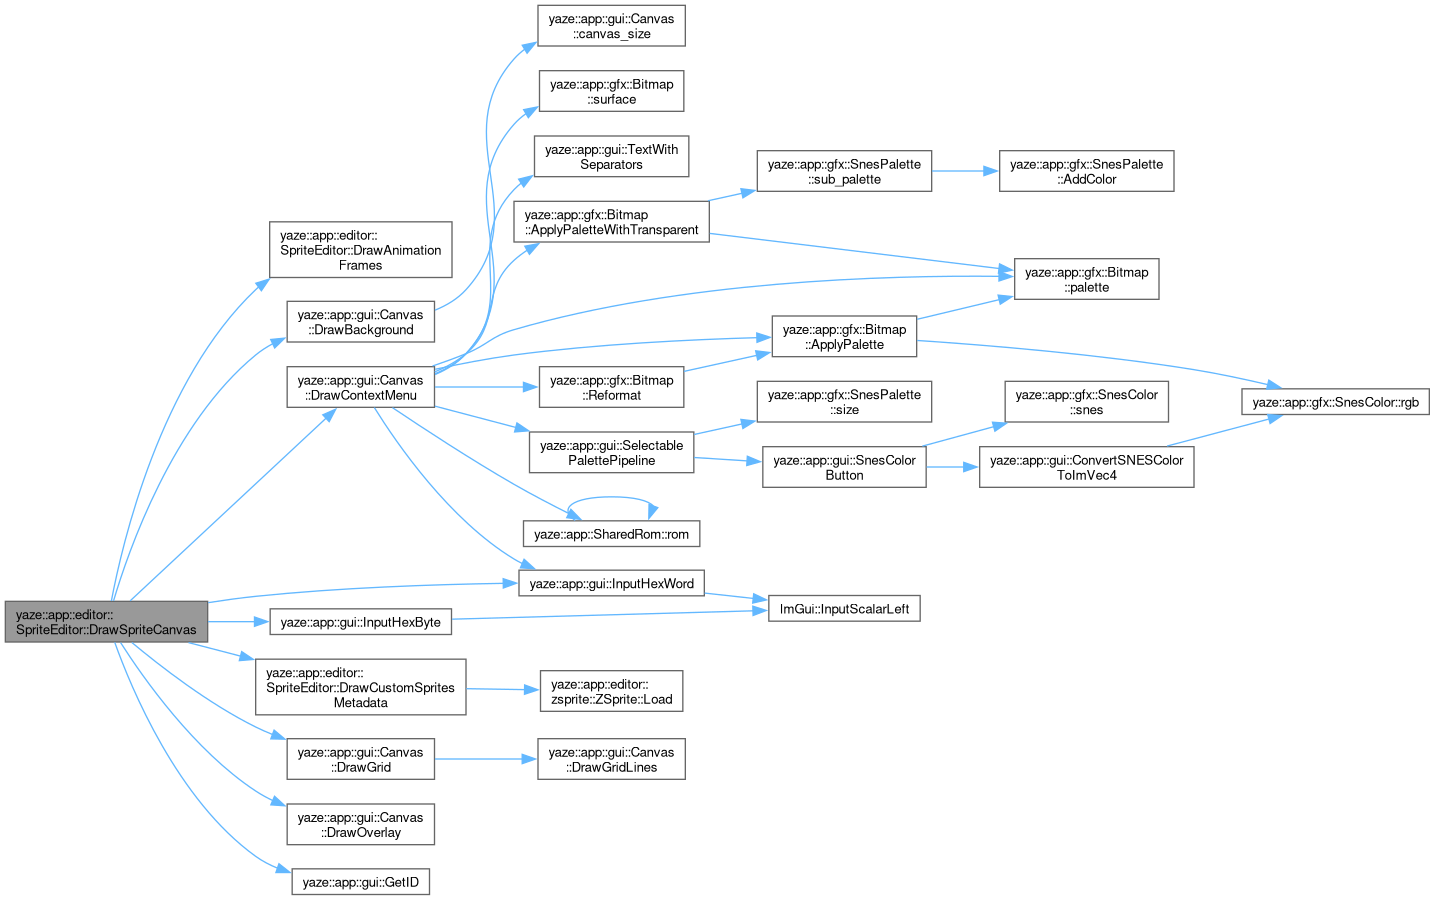 yaze::app::editor::
SpriteEditor::DrawSpriteCanvas
yaze::app::editor::
SpriteEditor::DrawAnimation
Frames
yaze::app::gui::Canvas
::DrawBackground
yaze::app::gui::Canvas
::DrawContextMenu
yaze::app::gui::InputHexByte
yaze::app::editor::
SpriteEditor::DrawCustomSprites
Metadata
yaze::app::gui::Canvas
::DrawGrid
yaze::app::gui::Canvas
::DrawOverlay
yaze::app::gui::GetID
yaze::app::gui::Canvas
::canvas_size
yaze::app::gfx::Bitmap
::surface
yaze::app::gui::TextWith
Separators
yaze::app::gfx::Bitmap
::ApplyPaletteWithTransparent
yaze::app::gfx::Bitmap
::Reformat
yaze::app::gui::Selectable
PalettePipeline
yaze::app::SharedRom::rom
yaze::app::gui::InputHexWord
yaze::app::editor::
zsprite::ZSprite::Load
yaze::app::gui::Canvas
::DrawGridLines
yaze::app::gfx::SnesPalette
::sub_palette
yaze::app::gfx::Bitmap
::ApplyPalette
yaze::app::gfx::SnesPalette
::size
yaze::app::gui::SnesColor
Button
ImGui::InputScalarLeft
yaze::app::gfx::SnesPalette
::AddColor
yaze::app::gfx::Bitmap
::palette
yaze::app::gfx::SnesColor
::snes
yaze::app::gui::ConvertSNESColor
ToImVec4
yaze::app::gfx::SnesColor::rgb